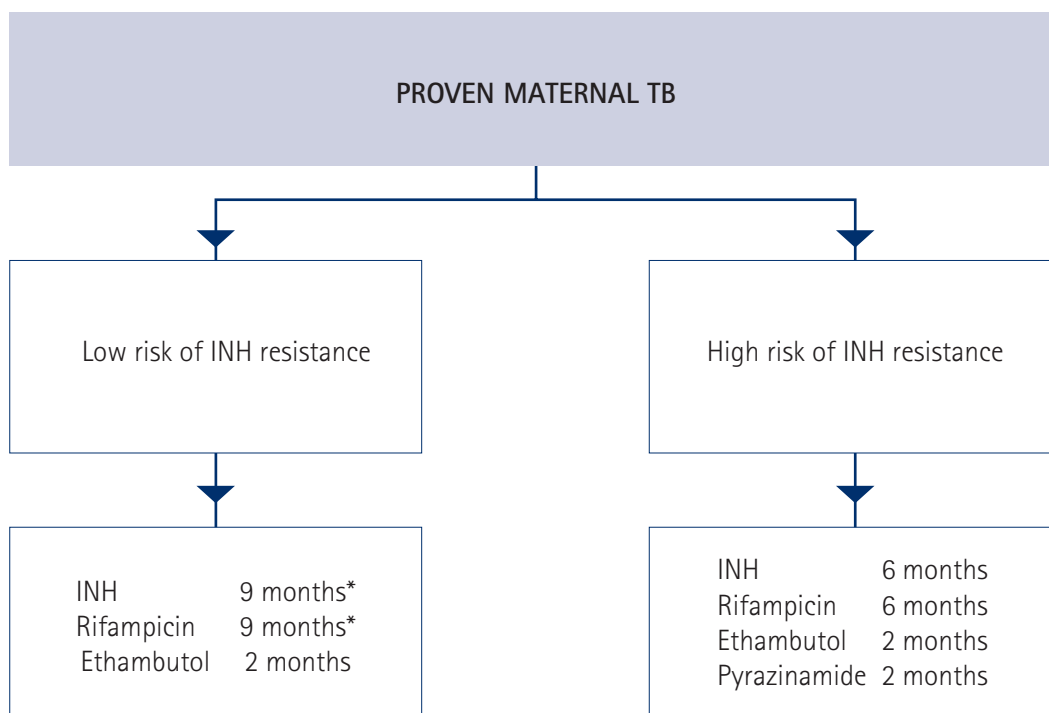 PROVEN MATERNAL TB
Low risk of INH resistance
High risk of INH resistance
INH 9 months*
Rifampicin 9 months*
Ethambutol 2 months
INH 6 months
Rifampicin 6 months
Ethambutol 2 months
Pyrazinamide 2 months